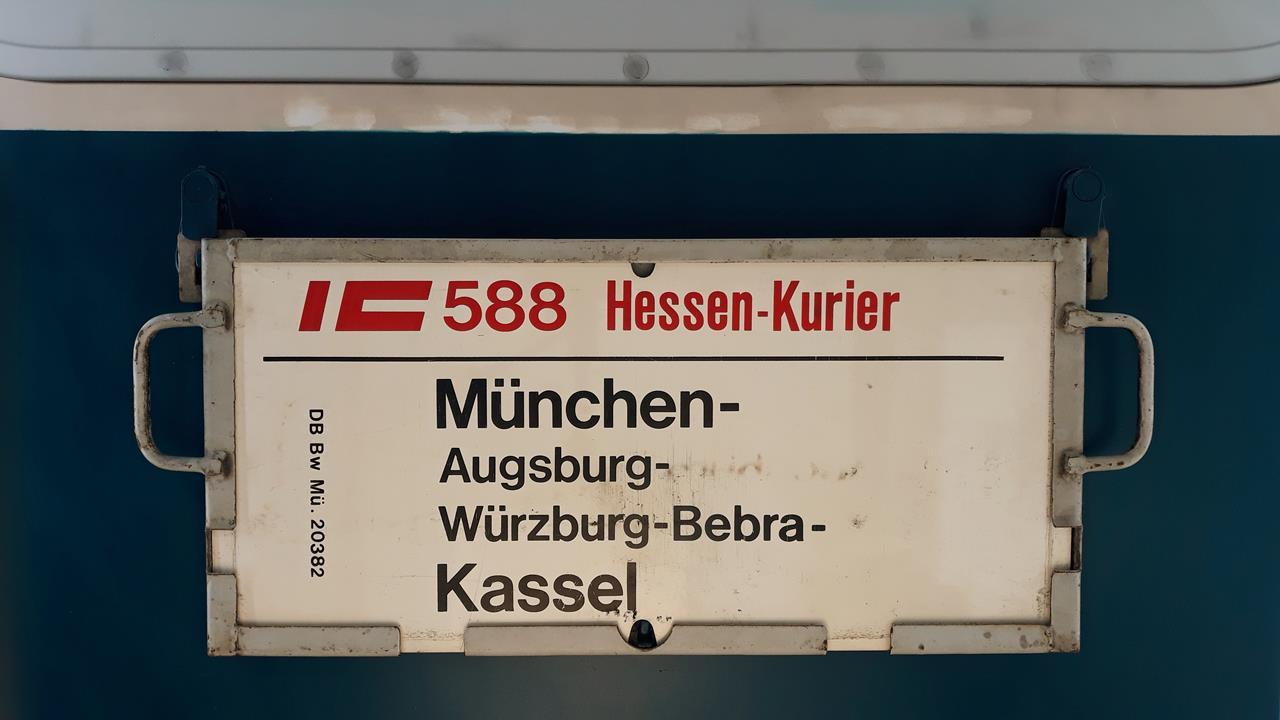 IC 588 Hessen-Kurier
München-
Augsburg-
Würzburg-Bebra-
Kassel
DB Bw Mü. 20382